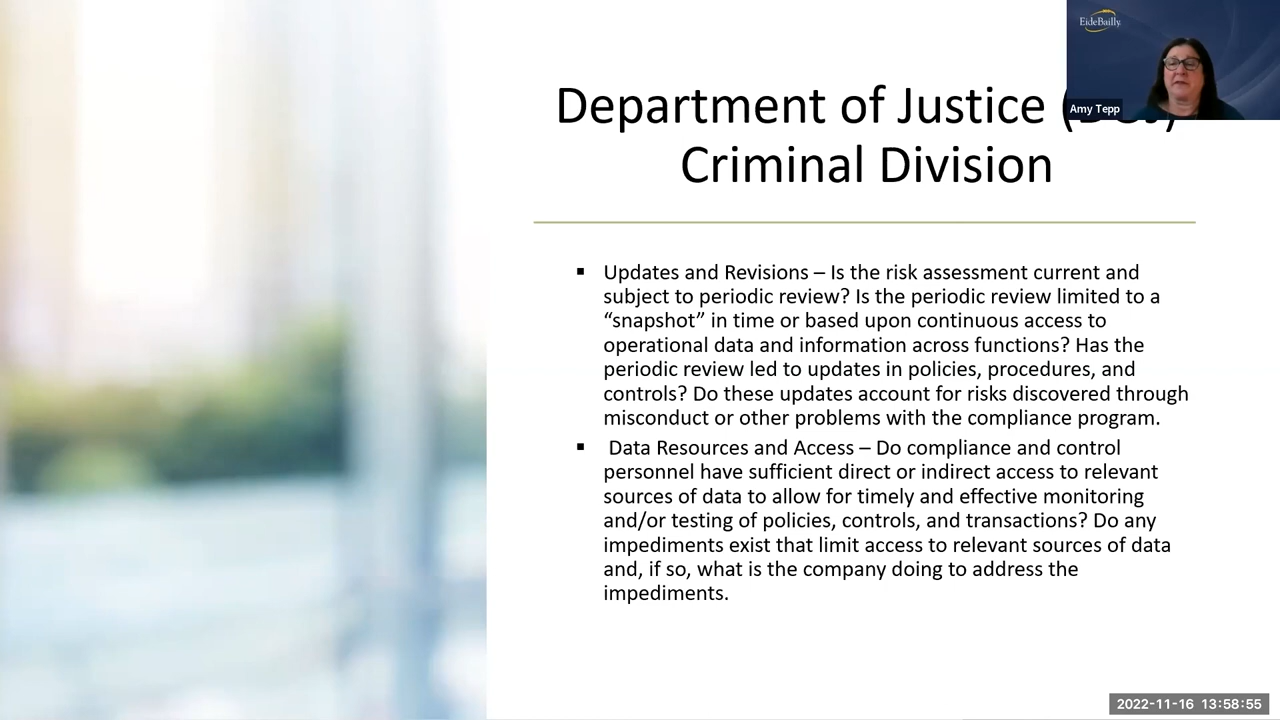 EideBailly
Amy Tepp
Department of Justice
Criminal Division
▪ Updates and Revisions – Is the risk assessment current and
subject to periodic review? Is the periodic review limited to a
“snapshot” in time or based upon continuous access to
operational data and information across functions? Has the
periodic review led to updates in policies, procedures, and
controls? Do these updates account for risks discovered through
misconduct or other problems with the compliance program.
▪ Data Resources and Access – Do compliance and control
personnel have sufficient direct or indirect access to relevant
sources of data to allow for timely and effective monitoring
and/or testing of policies, controls, and transactions? Do any
impediments exist that limit access to relevant sources of data
and, if so, what is the company doing to address the
impediments.
2022-11-16 13:58:55